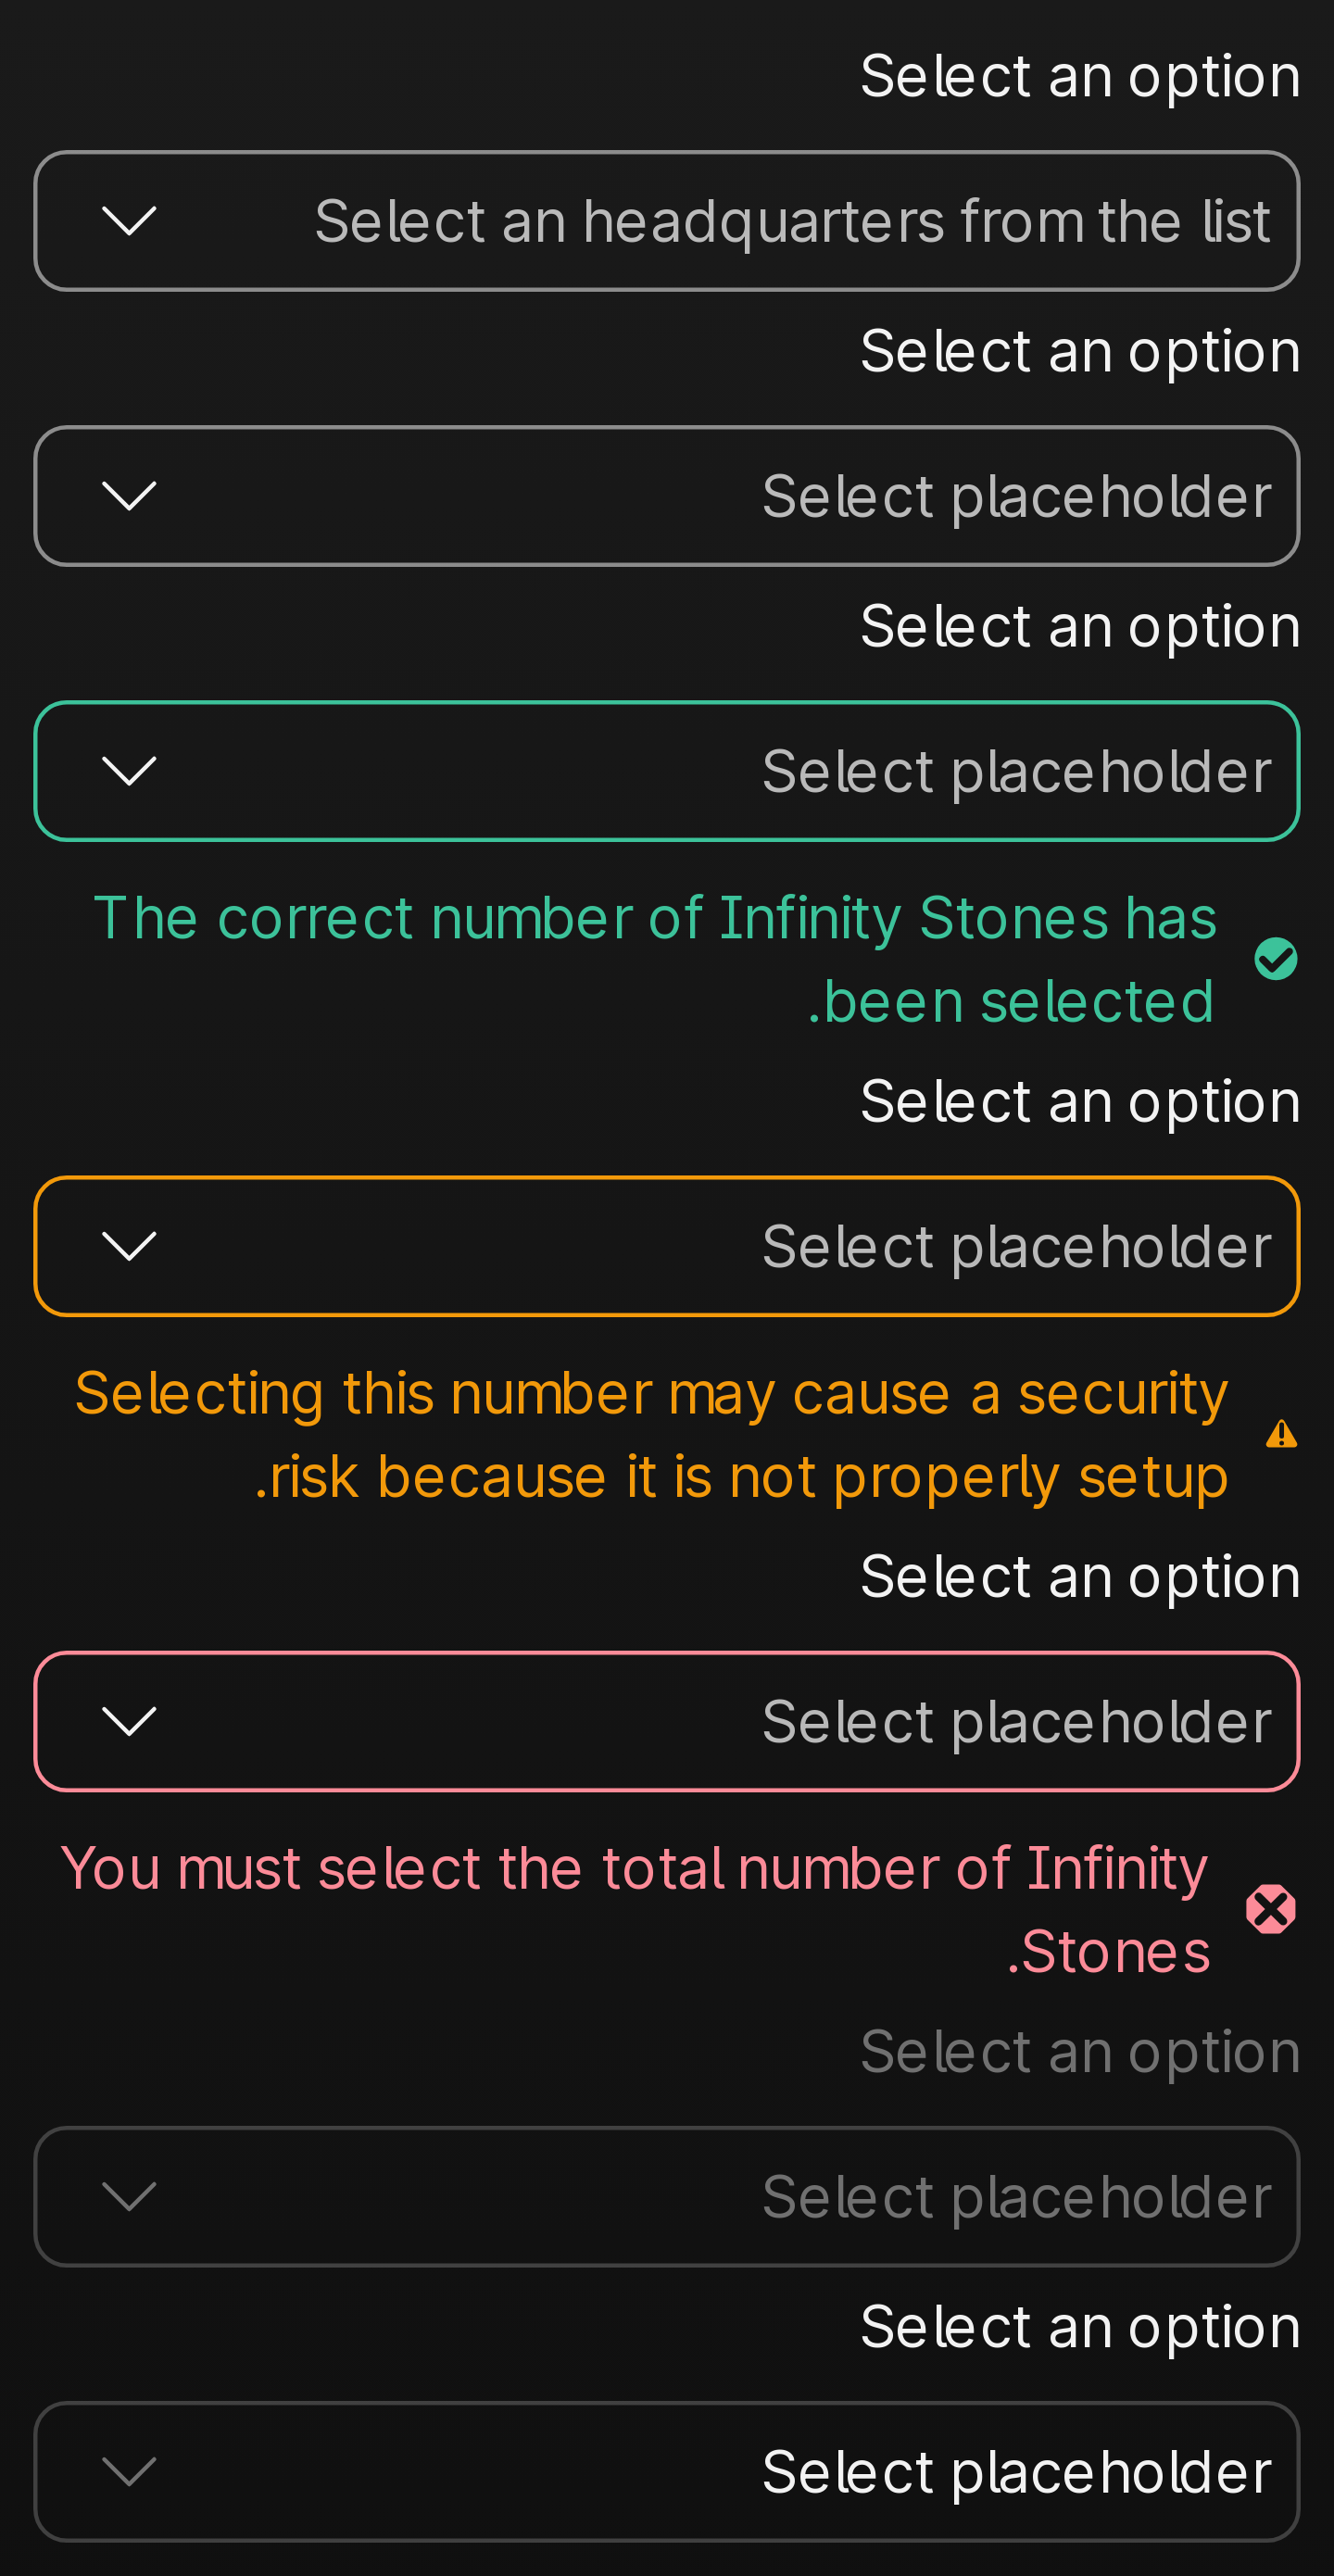 Select an option
Select an headquarters from the list
Select an option
Select placeholder
Select an option
Select placeholder
The correct number of Infinity Stones has
.been selected
Select an option
Select placeholder
Selecting this number may cause a security
.risk because it is not properly setup
Select an option
Select placeholder
You must select the total number of Infinity
.Stones
Select an option
Select placeholder
Select an option
Select placeholder